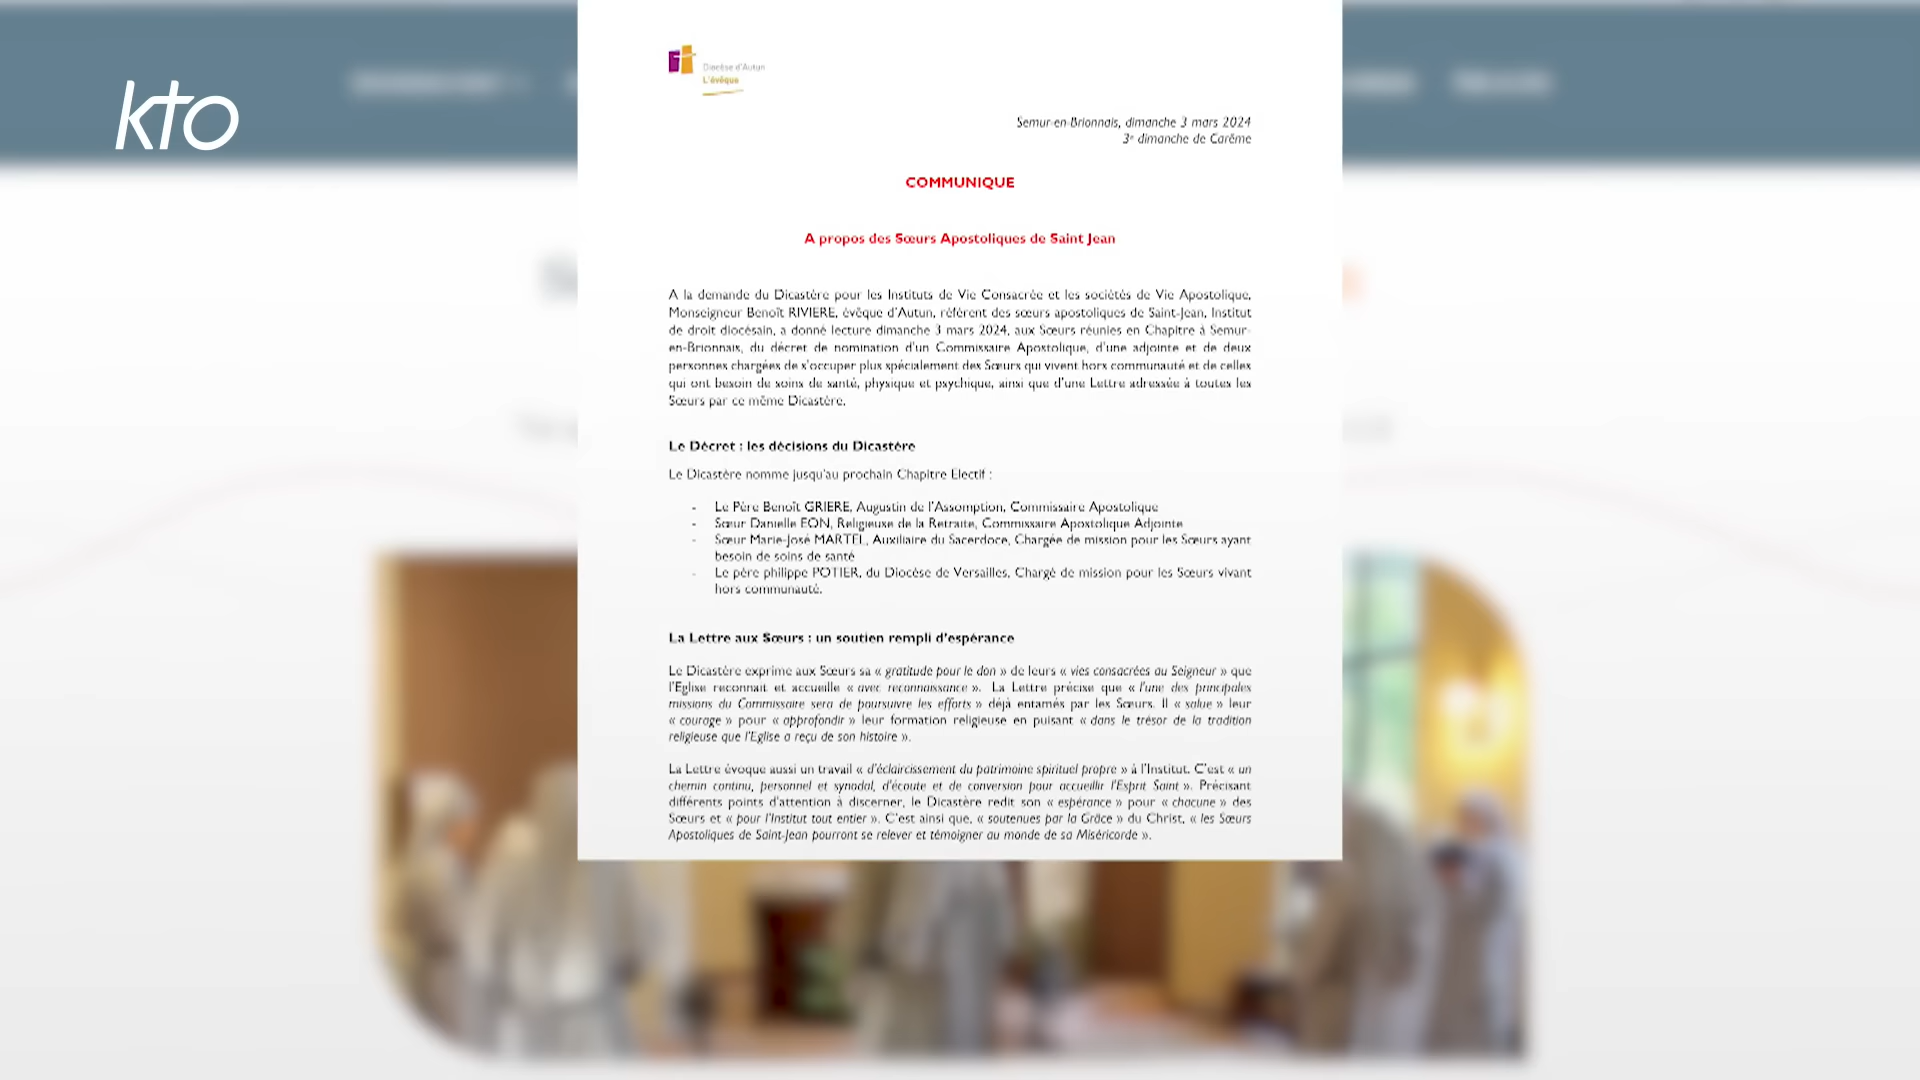 kto
Diocèse d'Autun
L'évêque
Semur-en-Brionnais, dimanche 3 mars 2024
3e dimanche de Carême
COMMUNIQUE
A propos des Sœurs Apostoliques de Saint Jean
A la demande du Dicastère pour les Instituts de Vie Consacrée et les sociétés de Vie Apostolique,
Monseigneur Benoît RIVIERE, évêque d'Autun, référent des sœurs apostoliques de Saint-Jean, Institut
de droit diocésain, a donné lecture dimanche 3 mars 2024, aux Sœurs réunies en Chapitre à Semur-
en-Brionnais, du décret de nomination d'un Commissaire Apostolique, d'une adjointe et de deux
personnes chargées de s'occuper plus spécialement des Sœurs qui vivent hors communauté et de celles
qui ont besoin de soins de santé, physique et psychique, ainsi que d'une Lettre adressée à toutes les
Sœurs par ce même Dicastère.
Le Décret : les décisions du Dicastère
Le Dicastère nomme jusqu'au prochain Chapitre Electif :
- Le Père Benoît GRIERE, Augustin de l'Assomption, Commissaire Apostolique
- Sœur Danielle EON, Religieuse de la Retraite, Commissaire Apostolique Adjointe
- Sœur Marie-José MARTEL, Auxiliaire du Sacerdoce, Chargée de mission pour les Sœurs ayant
besoin de soins de santé
- Le père philippe POTIER, du Diocèse de Versailles, Chargé de mission pour les Sœurs vivant
hors communauté.
La Lettre aux Sœurs : un soutien rempli d'espérance
Le Dicastère exprime aux Sœurs sa « gratitude pour le don » de leurs « vies consacrées au Seigneur » que
l'Eglise reconnait et accueille « avec reconnaissance ». La Lettre précise que « l'une des principales
missions du Commissaire sera de poursuivre les efforts » déjà entamés par les Sœurs. Il « salue » leur
« courage » pour « approfondir » leur formation religieuse en puisant « dans le trésor de la tradition
religieuse que l'Eglise a reçu de son histoire ».
La Lettre évoque aussi un travail « d'éclaircissement du patrimoine spirituel propre » à l'Institut. C'est « un
chemin continu, personnel et synodal, d'écoute et de conversion pour accueillir l'Esprit Saint ». Précisant
différents points d'attention à discerner, le Dicastère redit son « espérance » pour « chacune » des
Sœurs et « pour l'Institut tout entier ». C'est ainsi que, « soutenues par la Grâce » du Christ, « les Sœurs
Apostoliques de Saint-Jean pourront se relever et témoigner au monde de sa Miséricorde ».